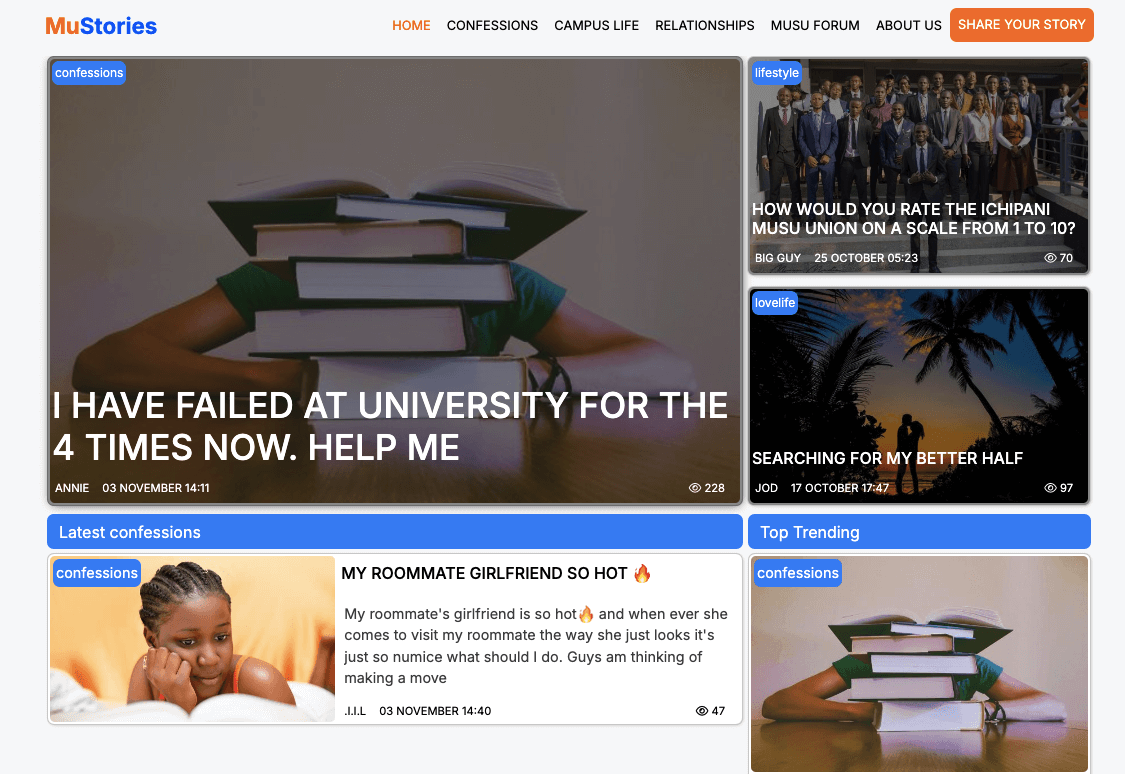 MuStories
HOME CONFESSIONS CAMPUS LIFE RELATIONSHIPS MUSU FORUM ABOUT US SHARE YOUR STORY
confessions
I HAVE FAILED AT UNIVERSITY FOR THE
4 TIMES NOW. HELP ME
ANNIE 03 NOVEMBER 14:11 228
lifestyle
HOW WOULD YOU RATE THE ICHIPANI
MUSU UNION ON A SCALE FROM 1 TO 10?
BIG GUY 25 OCTOBER 05:23 70
lovelife
SEARCHING FOR MY BETTER HALF
JOD 17 OCTOBER 17:47 97
Latest confessions
confessions
MY ROOMMATE GIRLFRIEND SO HOT 🔥
My roommate's girlfriend is so hot🔥 and when ever she
comes to visit my roommate the way she just looks it's
just so numice what should I do. Guys am thinking of
making a move
.I.I.L 03 NOVEMBER 14:40 47
Top Trending
confessions